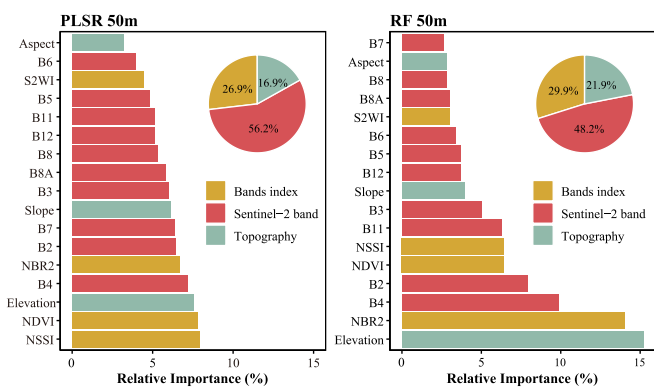 PLSR 50m
Aspect
B6
S2WI
B5
B11
B12
B8
B8A
B3
Slope
B7
B2
NBR2
B4
Elevation
NDVI
NSSI
26.9%
16.9%
56.2%
Bands index
Sentinel−2 band
Topography
0
5
10
15
Relative Importance (%)
RF 50m
B7
Aspect
B8
B8A
S2WI
B6
B5
B12
Slope
B3
B11
NSSI
NDVI
B2
B4
NBR2
Elevation
29.9%
21.9%
48.2%
Bands index
Sentinel−2 band
Topography
0
5
10
15
Relative Importance (%)